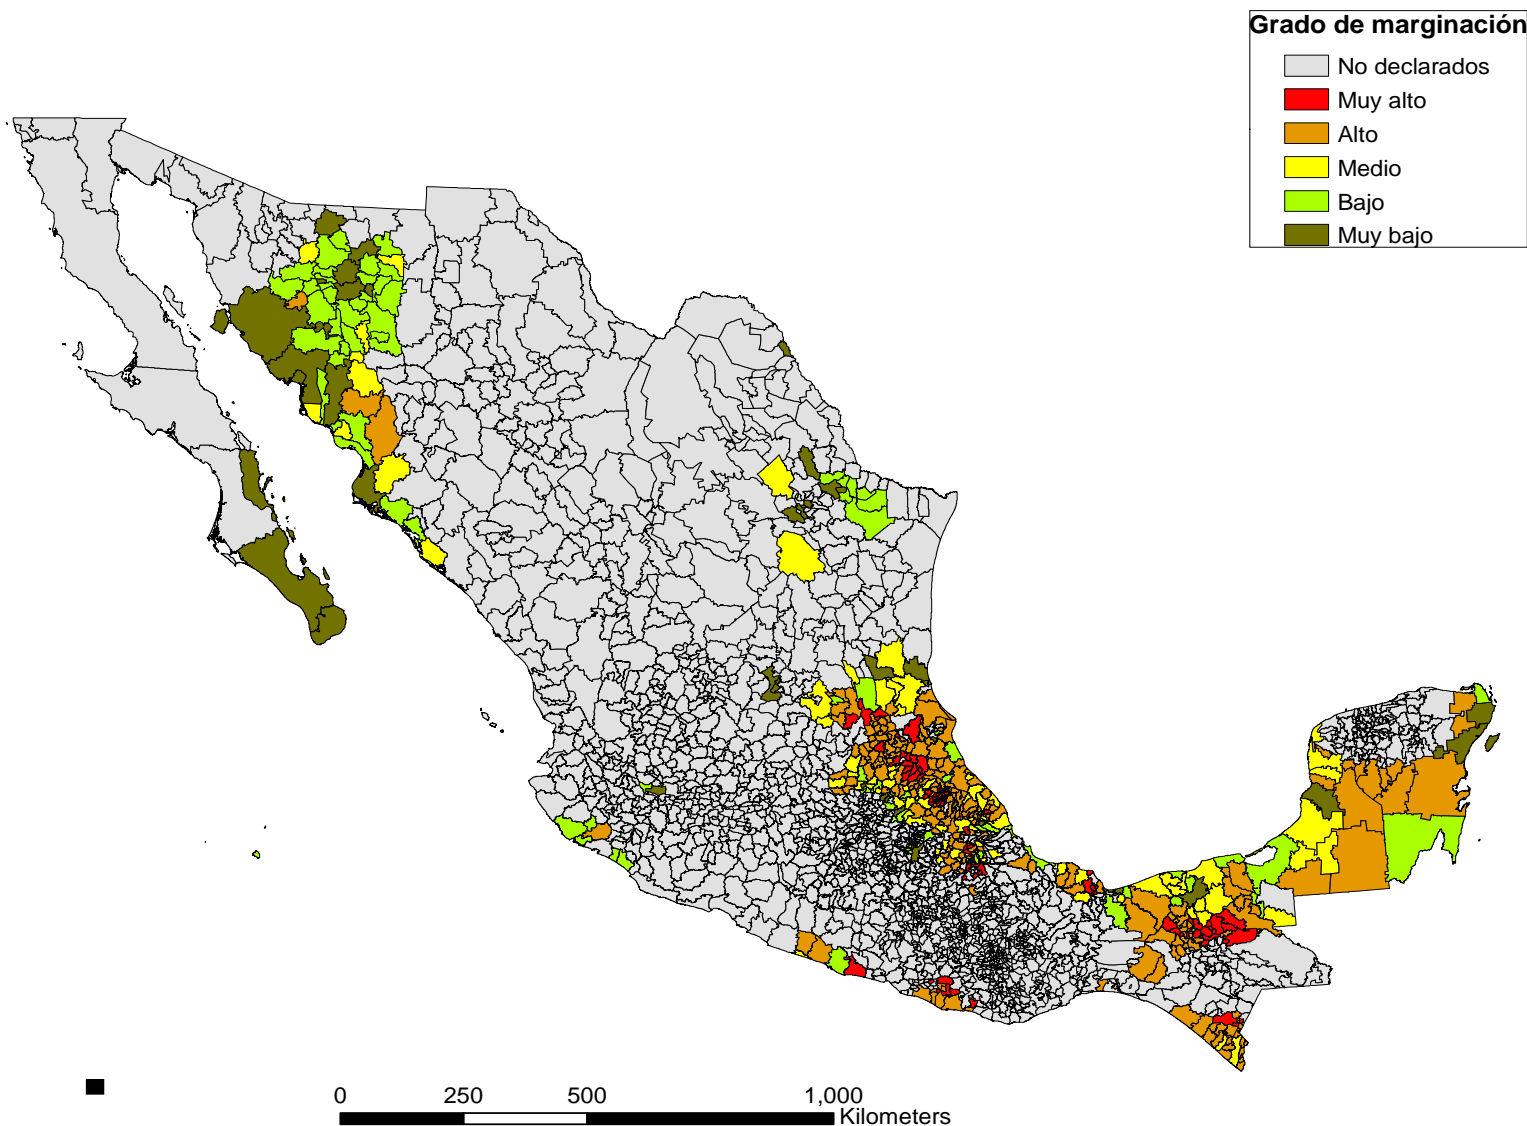 Grado de marginación
No declarados
Muy alto
Alto
Medio
Bajo
Muy bajo
0 250 500 1,000
Kilometers